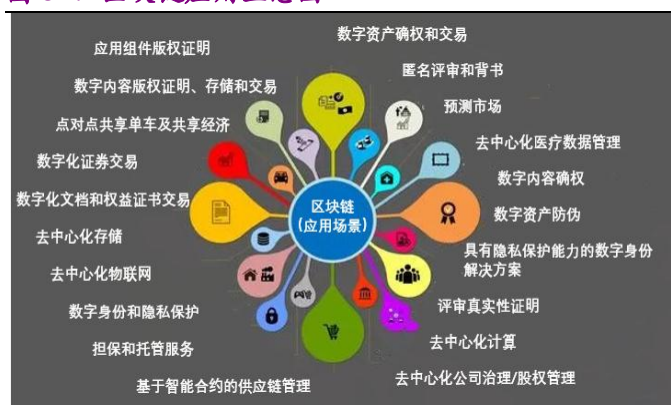 应用组件版权证明
数字内容版权证明、存储和交易
点对点共享单车及共享经济
数字化证券交易
数字化文档和权益证书交易
去中心化存储
去中心化物联网
数字身份和隐私保护
担保和托管服务
基于智能合约的供应链管理
区块链
(应用场景)
数字资产确权和交易
匿名评审和背书
预测市场
去中心化医疗数据管理
数字内容确权
数字资产防伪
具有隐私保护能力的数字身份
解决方案
评审真实性证明
去中心化计算
去中心化公司治理/股权管理